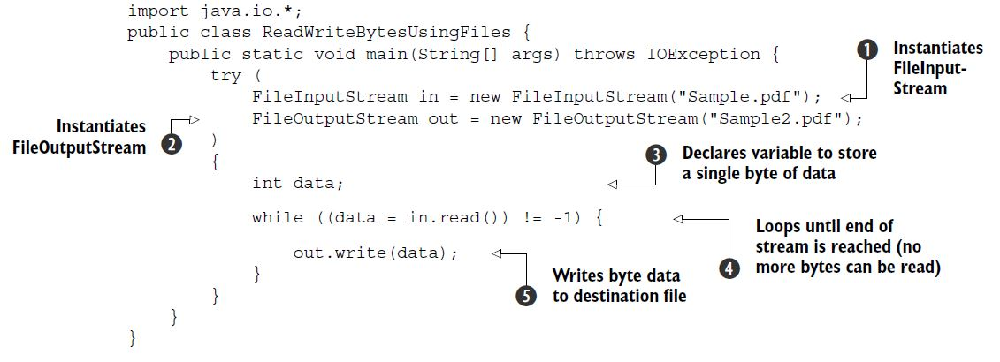 import java.io.*;
public class ReadWriteBytesUsingFiles {
public static void main(String[] args) throws IOException {
try (
FileInputStream in = new FileInputStream("Sample.pdf");
FileOutputStream out = new FileOutputStream("Sample2.pdf");
)
{
int data;
while ((data = in.read()) != -1) {
out.write(data);
}
}
}
}
1 Instantiates
FileInput-
Stream
Instantiates
FileOutputStream 2
3 Declares variable to store
a single byte of data
4 Loops until end of
stream is reached (no
more bytes can be read)
5 Writes byte data
to destination file